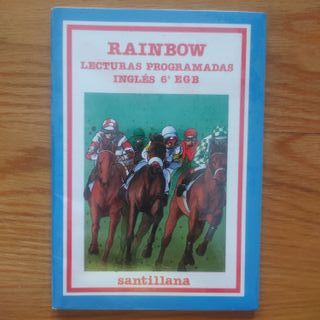 RAINBOW
LECTURAS PROGRAMADAS
INGLÉS 6º EGB
santillana